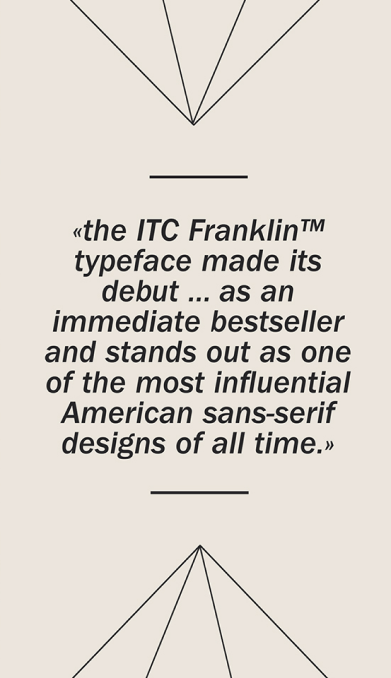 «the ITC Franklin™
typeface made its
debut ... as an
immediate bestseller
and stands out as one
of the most influential
American sans-serif
designs of all time.»